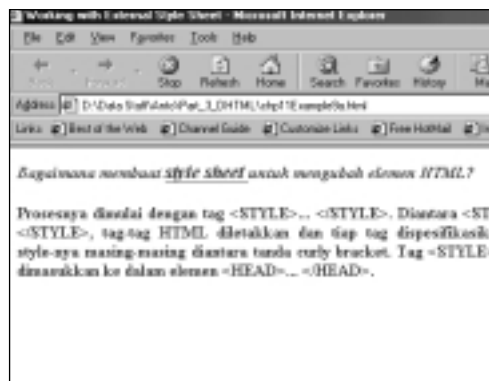 Working with External Style Sheet - Microsoft Internet Explorer
File Edit View Favorites Tools Help
Stop Refresh Home Search Favorites History
Address
Links Best of the Web Channel Guide Customize Links Free HotMail
Bagaimana membuat style sheet untuk mengubah elemen HTML?
Prosesnya dimulai dengan tag <STYLE>... </STYLE>. Diantara <ST
</STYLE>, tag-tag HTML diletakkan dan tiap tag dispesifikasik
style-nya masing-masing diantara tanda curly bracket. Tag <STYLE
dimasukkan ke dalam elemen <HEAD>... </HEAD>.